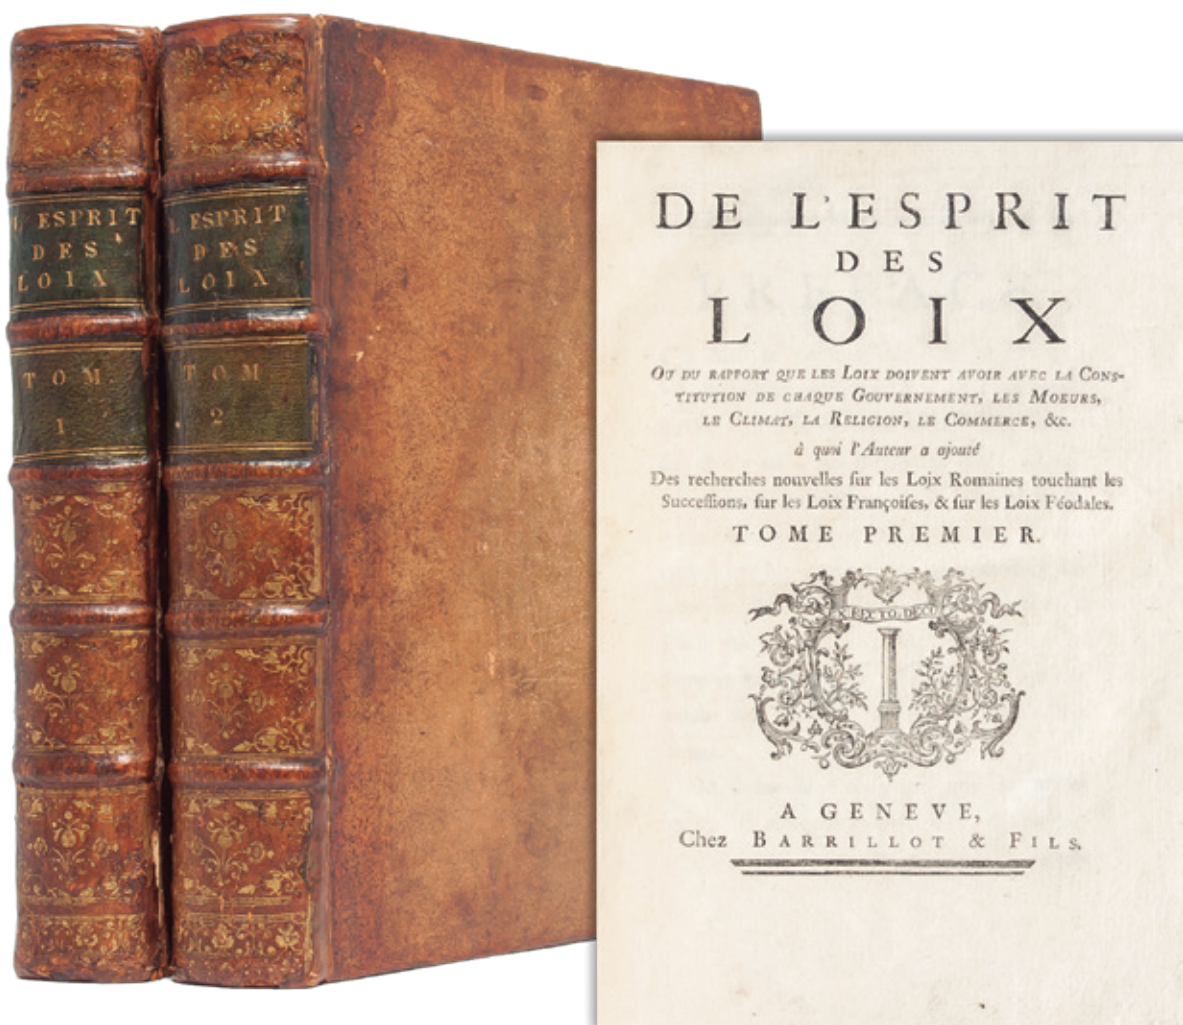 L ESPRIT
DES
LOIX
TOM.
1
L ESPRIT
DES
LOIX
TOM
2
DE L'ESPRIT
DES
LOIX
OU DU RAPPORT QUE LES LOIX DOIVENT AVOIR AVEC LA CONS-
TITUTION DE CHAQUE GOUVERNEMENT, LES MOEURS,
LE CLIMAT, LA RELIGION, LE COMMERCE, &c.
à quoi l'Auteur a ajouté
Des recherches nouvelles ſur les Loix Romaines touchant les
Succeſſions, ſur les Loix Françoiſes, & ſur les Loix Féodales.
TOME PREMIER.
A GENEVE,
Chez BARRILLOT & FILS.